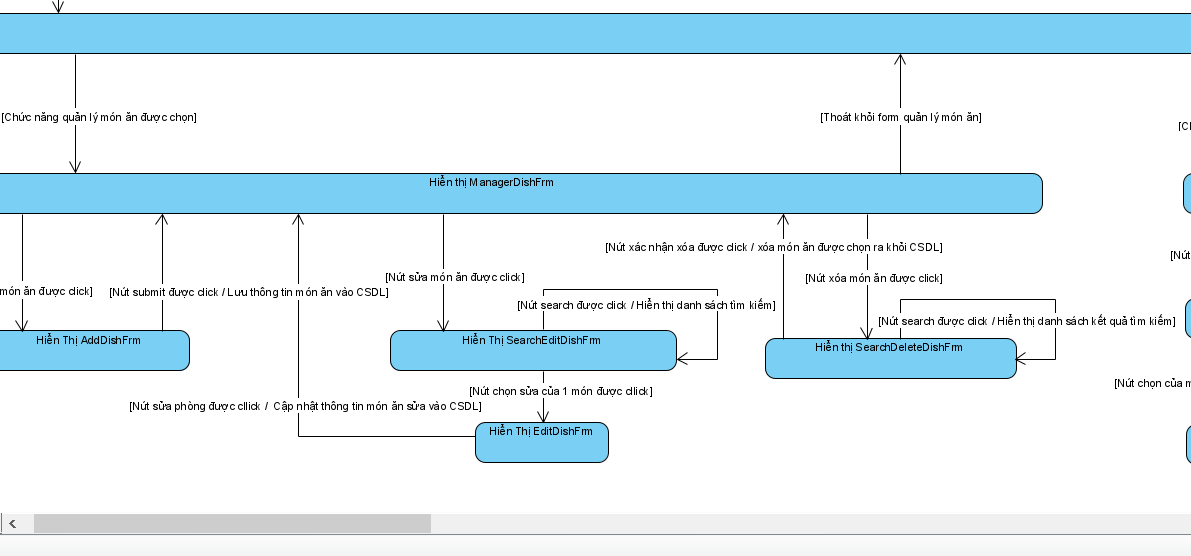 [Chức năng quản lý món ăn được chọn]
[Thoát khỏi form quản lý món ăn]
[Cl
Hiển thị ManagerDishFrm
[Nút xác nhận xóa được click / xóa món ăn được chọn ra khỏi CSDL]
[Nút
[Nút sửa món ăn được click]
[Nút xóa món ăn được click]
món ăn được click]
[Nút submit được click / Lưu thông tin món ăn vào CSDL]
[Nút search được click / Hiển thị danh sách tìm kiếm]
[Nút search được click / Hiển thị danh sách kết quả tìm kiếm]
Hiển Thị AddDishFrm
Hiển Thị SearchEditDishFrm
Hiển thị SearchDeleteDishFrm
[Nút chọn sửa của 1 món được cllick]
[Nút chọn của m
[Nút sửa phòng được cllick / Cập nhật thông tin món ăn sửa vào CSDL]
Hiển Thị EditDishFrm